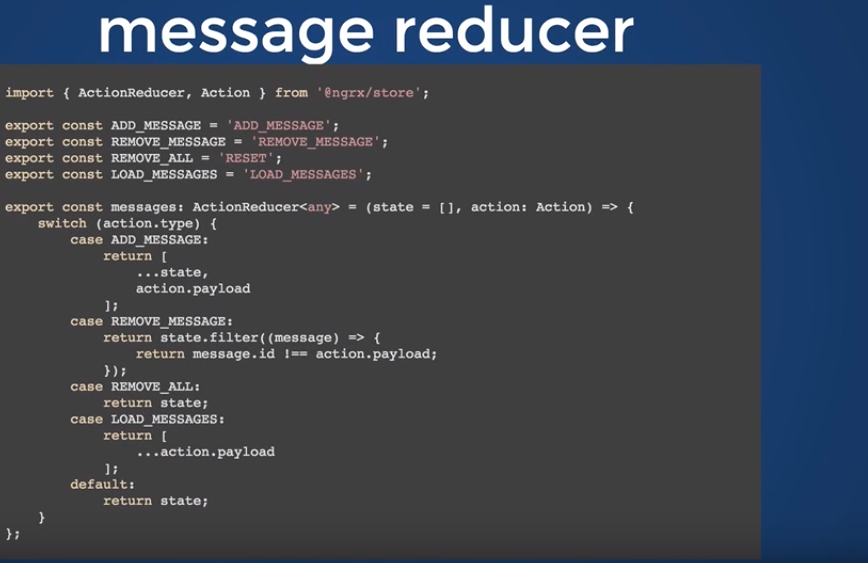 message reducer
import { ActionReducer, Action } from '@ngrx/store';
export const ADD_MESSAGE = 'ADD_MESSAGE';
export const REMOVE_MESSAGE = 'REMOVE_MESSAGE';
export const REMOVE_ALL = 'RESET';
export const LOAD_MESSAGES = 'LOAD_MESSAGES';
export const messages: ActionReducer<any> = (state = [], action: Action) => {
    switch (action.type) {
        case ADD_MESSAGE:
            return [
                ...state,
                action.payload
            ];
        case REMOVE_MESSAGE:
            return state.filter((message) => {
                return message.id !== action.payload;
            });
        case REMOVE_ALL:
            return state;
        case LOAD_MESSAGES:
            return [
                ...action.payload
            ];
        default:
            return state;
    }
};